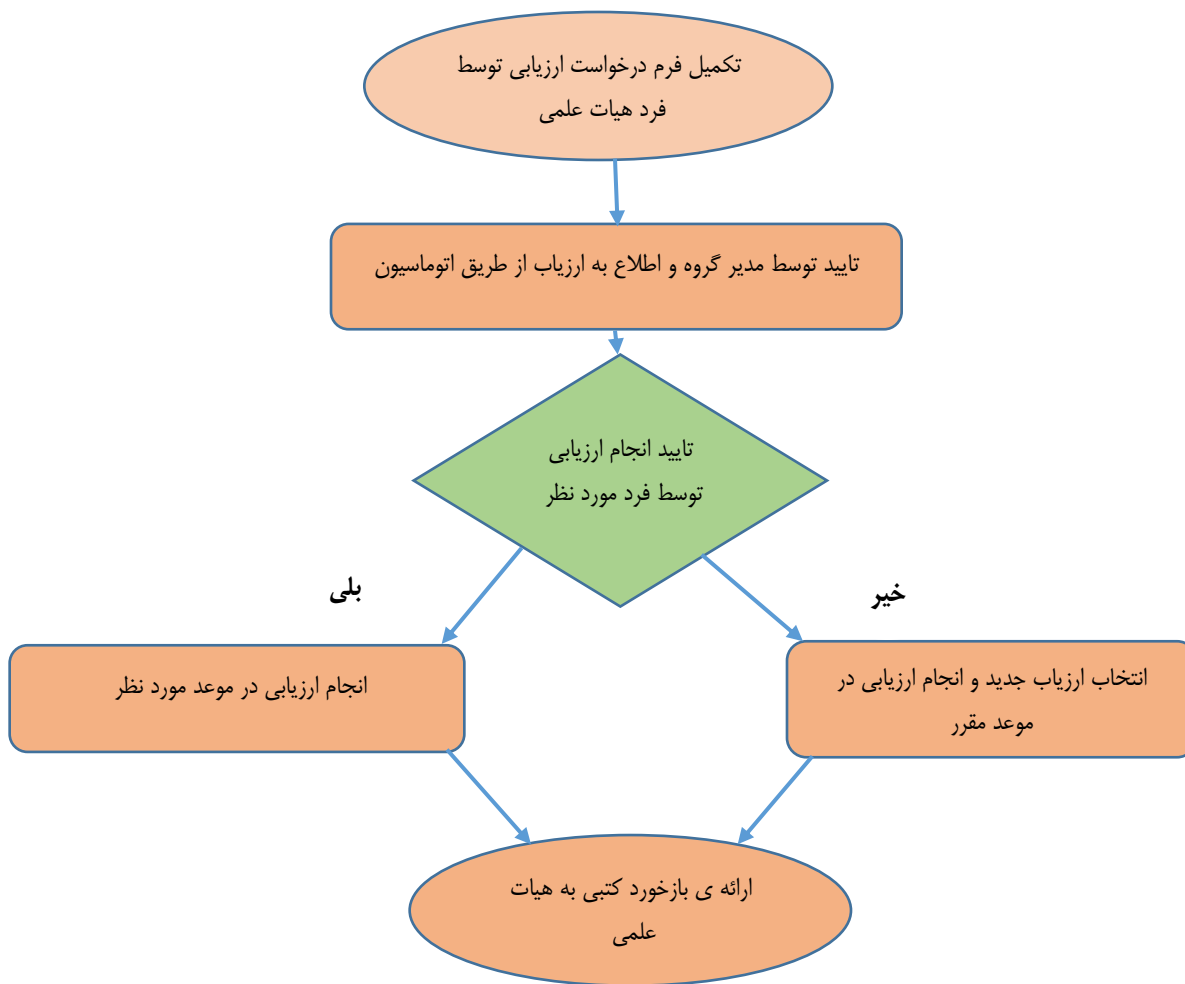 تکمیل فرم درخواست ارزیابی توسط
فرد هیات علمی
تایید توسط مدیر گروه و اطلاع به ارزیاب از طریق اتوماسیون
تایید انجام ارزیابی
توسط فرد مورد نظر
خیر
بلی
انتخاب ارزیاب جدید و انجام ارزیابی در
موعد مقرر
انجام ارزیابی در موعد مورد نظر
ارائه ی بازخورد کتبی به هیات
علمی